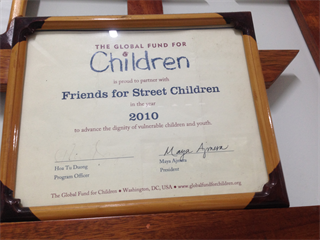 THE GLOBAL FUND FOR
Children
is proud to partner with
Friends for Street Children
in the year
2010
to advance the dignity of vulnerable children and youth.
Maya Ajmera
Hoa Tu Duong
Program Officer
Maya Ajmera
President
The Global Fund for Children • Washington, DC, USA • www.globalfundforchildren.org